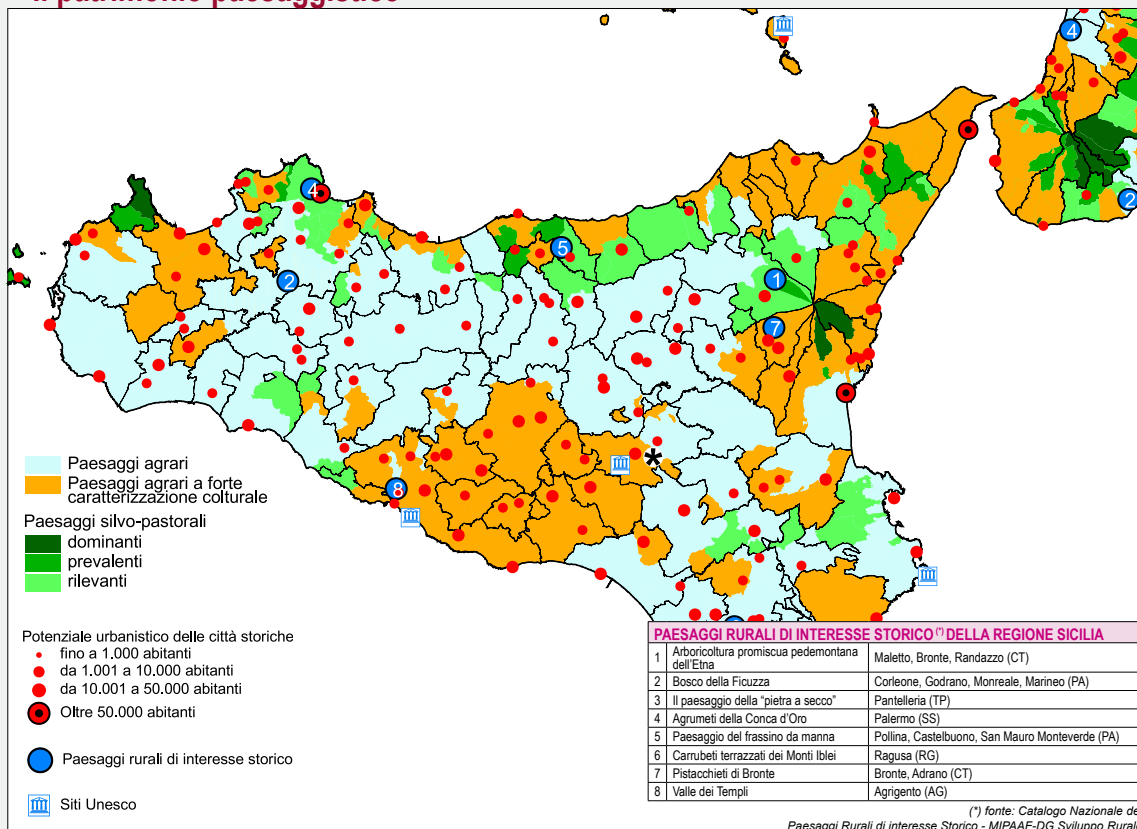 Il patrimonio paesaggistico
4
4
5
2
1
7
8
2
*
Paesaggi agrari
Paesaggi agrari a forte
caratterizzazione colturale
Paesaggi silvo-pastorali
dominanti
prevalenti
rilevanti
Potenziale urbanistico delle città storiche
fino a 1.000 abitanti
da 1.001 a 10.000 abitanti
da 10.001 a 50.000 abitanti
Oltre 50.000 abitanti
Paesaggi rurali di interesse storico
Siti Unesco
PAESAGGI RURALI DI INTERESSE STORICO (*) DELLA REGIONE SICILIA
1 Arboricoltura promiscua pedemontana
dell'Etna Maletto, Bronte, Randazzo (CT)
2 Bosco della Ficuzza Corleone, Godrano, Monreale, Marineo (PA)
3 Il paesaggio della "pietra a secco" Pantelleria (TP)
4 Agrumeti della Conca d'Oro Palermo (SS)
5 Paesaggio del frassino da manna Pollina, Castelbuono, San Mauro Monteverde (PA)
6 Carrubeti terrazzati dei Monti Iblei Ragusa (RG)
7 Pistacchieti di Bronte Bronte, Adrano (CT)
8 Valle dei Templi Agrigento (AG)
(*) fonte: Catalogo Nazionale de
Paesaggi Rurali di interesse Storico - MIPAAF-DG Sviluppo Rural